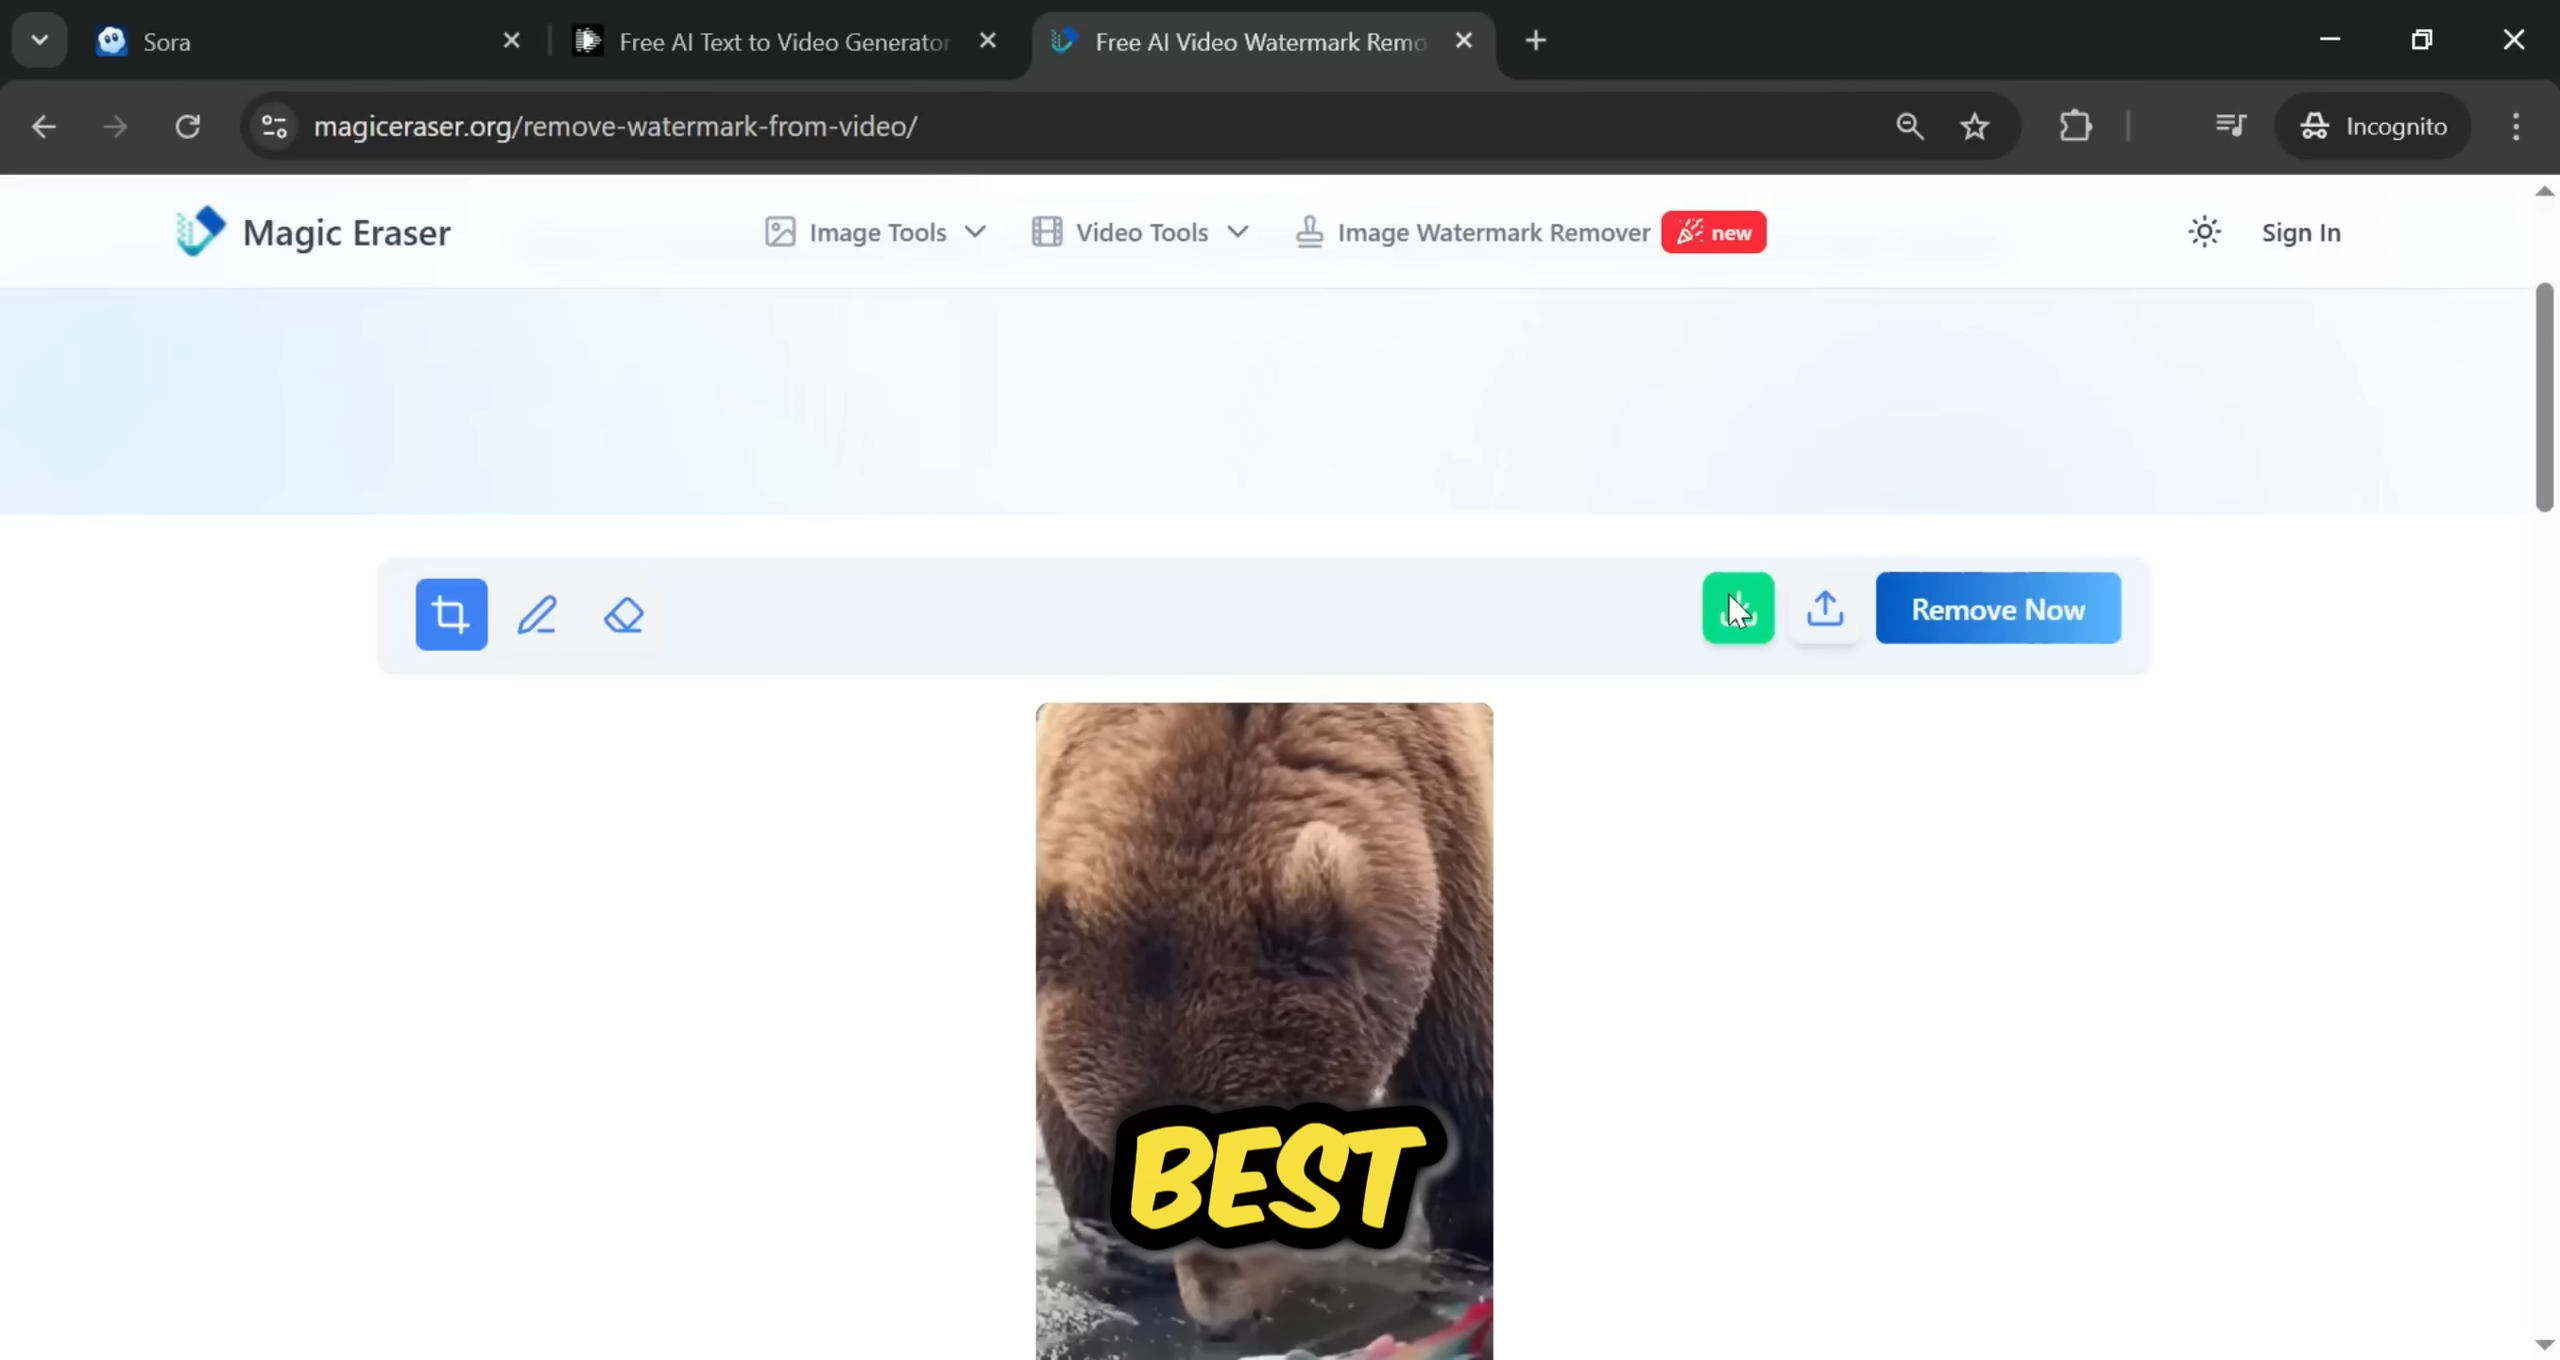 Sora
Free AI Text to Video Generator
Free AI Video Watermark Remo
magiceraser.org/remove-watermark-from-video/
Incognito
Magic Eraser
Image Tools
Video Tools
Image Watermark Remover
new
Sign In
Remove Now
BEST